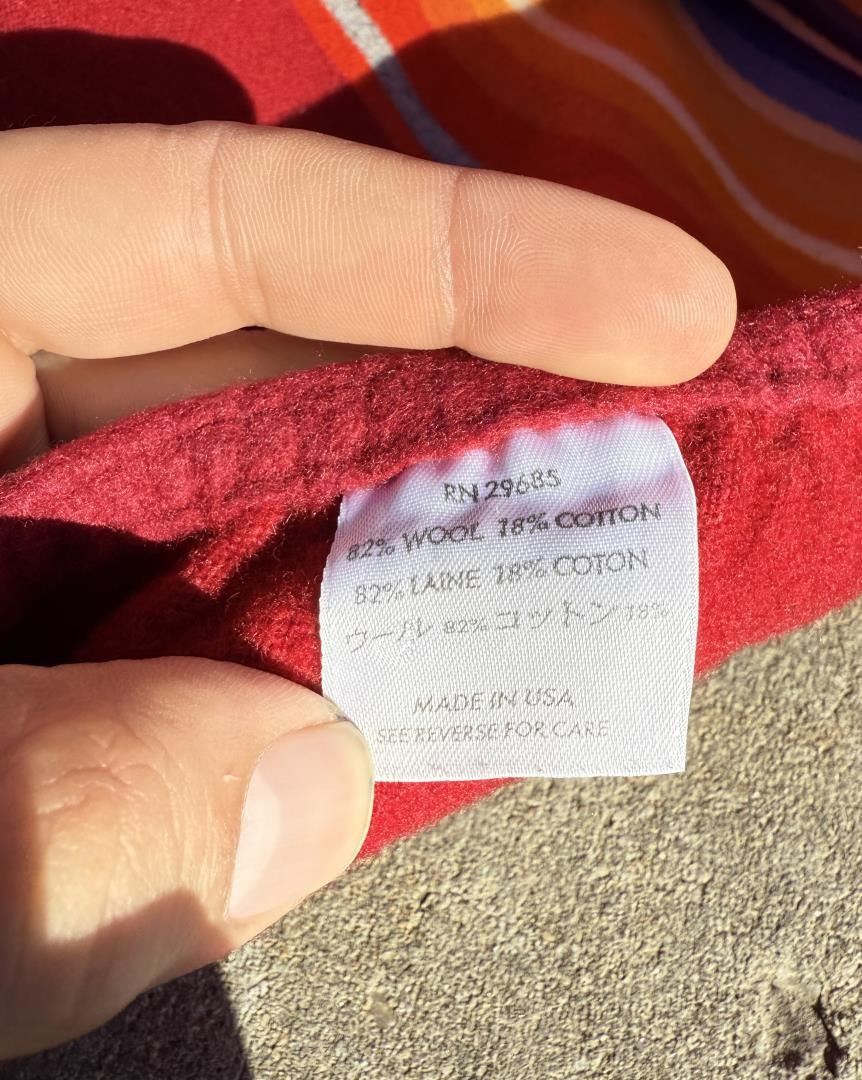 RN 29685
82% WOOL 18% COTTON
82% LAINE 18% COTON
ウール 82% コットン 18%
MADE IN USA
SEE REVERSE FOR CARE